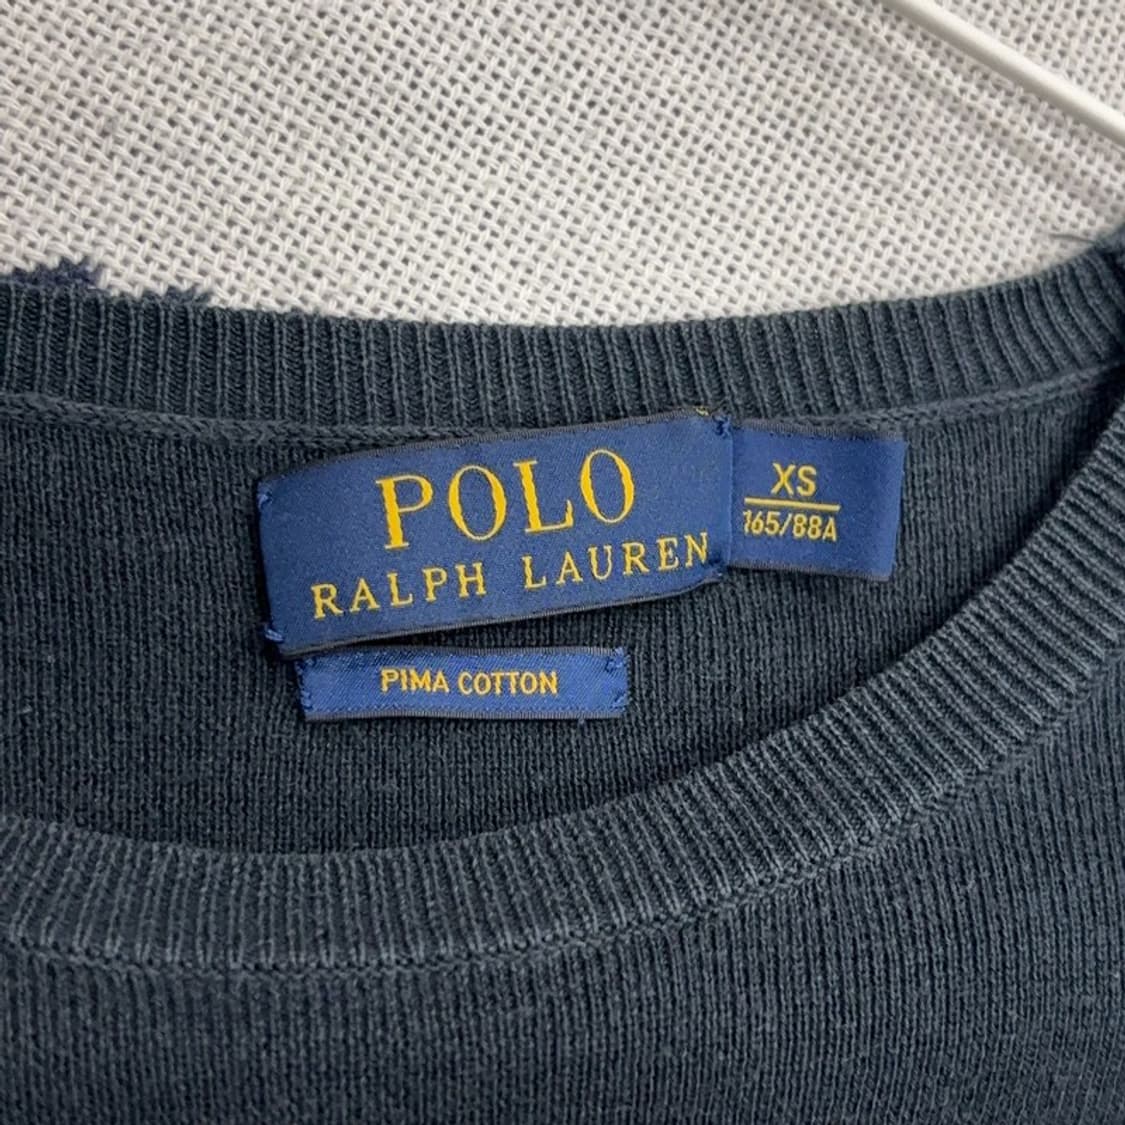 POLO
RALPH LAUREN
XS
165/88A
PIMA COTTON